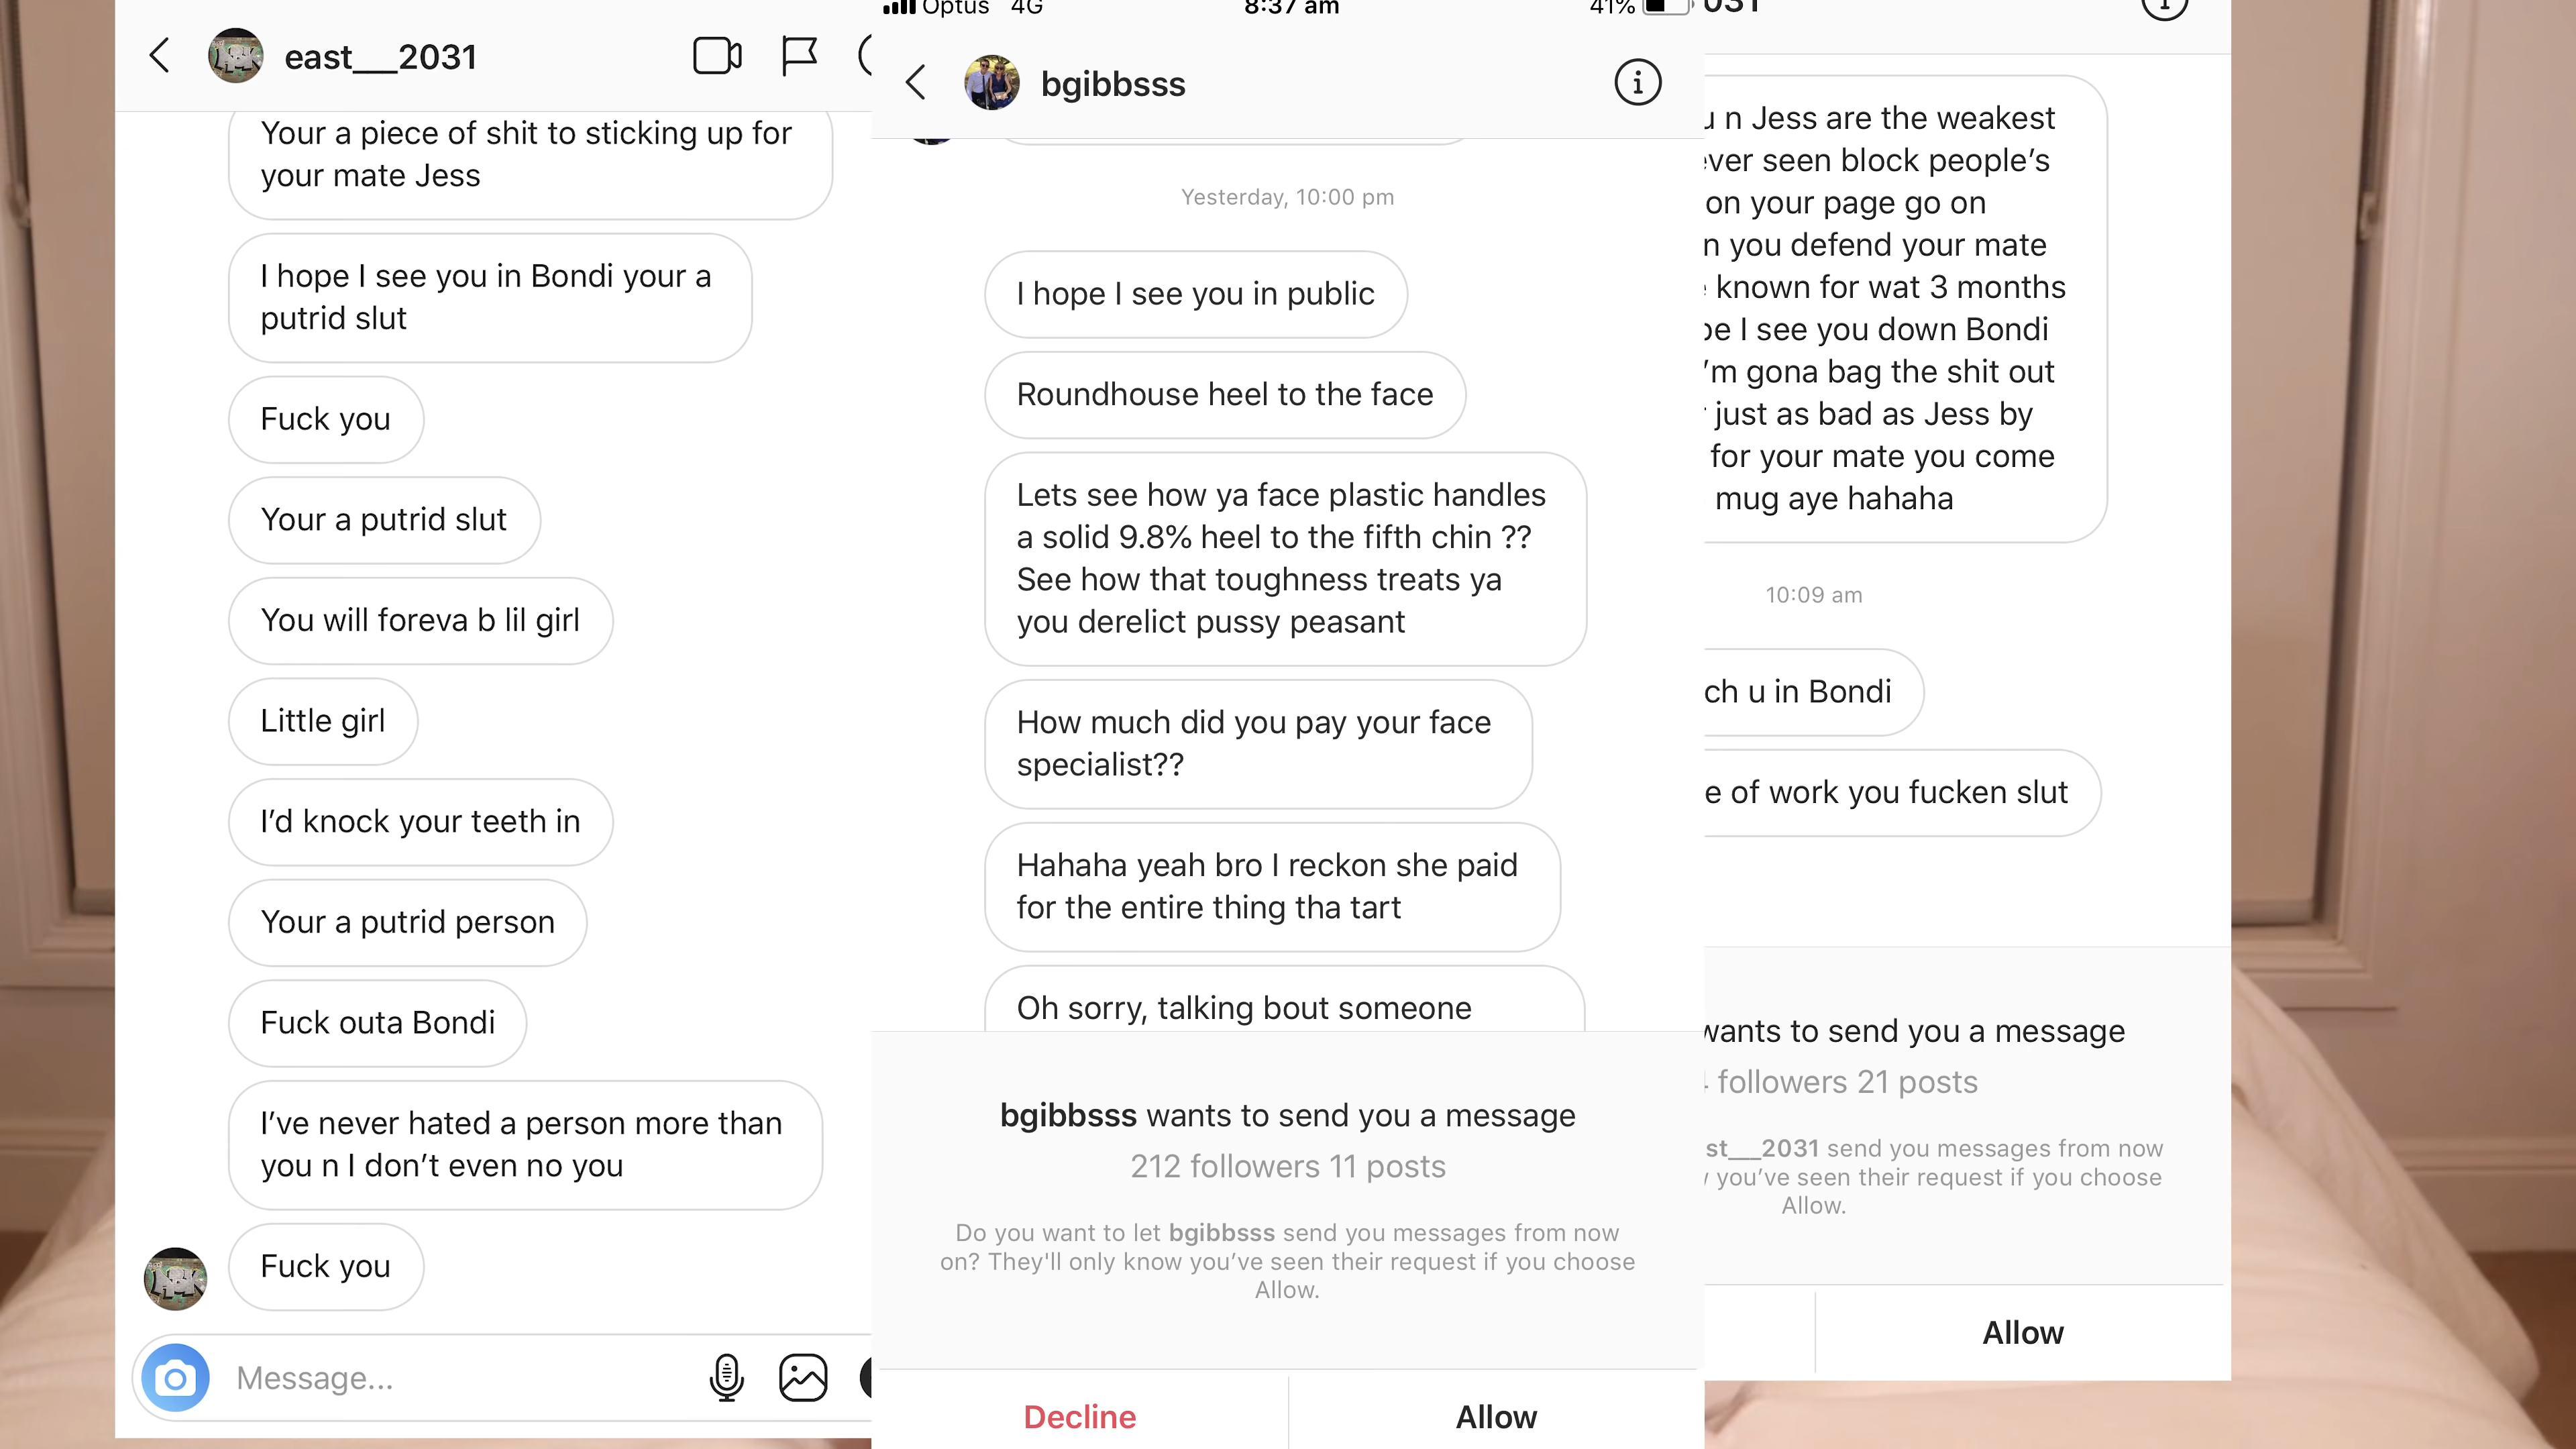 east___2031
Your a piece of shit to sticking up for
your mate Jess
I hope I see you in Bondi your a
putrid slut
Fuck you
Your a putrid slut
You will foreva b lil girl
Little girl
I'd knock your teeth in
Your a putrid person
Fuck outa Bondi
I've never hated a person more than
you n I don't even no you
Fuck you
Message...
Optus 4G 8:37 am 41%
bgibbsss
Yesterday, 10:00 pm
I hope I see you in public
Roundhouse heel to the face
Lets see how ya face plastic handles
a solid 9.8% heel to the fifth chin ??
See how that toughness treats ya
you derelict pussy peasant
How much did you pay your face
specialist??
Hahaha yeah bro I reckon she paid
for the entire thing tha tart
Oh sorry, talking bout someone
bgibbsss wants to send you a message
212 followers 11 posts
Do you want to let bgibbsss send you messages from now
on? They'll only know you've seen their request if you choose
Allow.
Decline
Allow
031
n Jess are the weakest
ver seen block people's
on your page go on
n you defend your mate
known for wat 3 months
pe I see you down Bondi
'm gona bag the shit out
just as bad as Jess by
for your mate you come
mug aye hahaha
10:09 am
ch u in Bondi
e of work you fucken slut
wants to send you a message
followers 21 posts
st___2031 send you messages from now
you've seen their request if you choose
Allow.
Allow